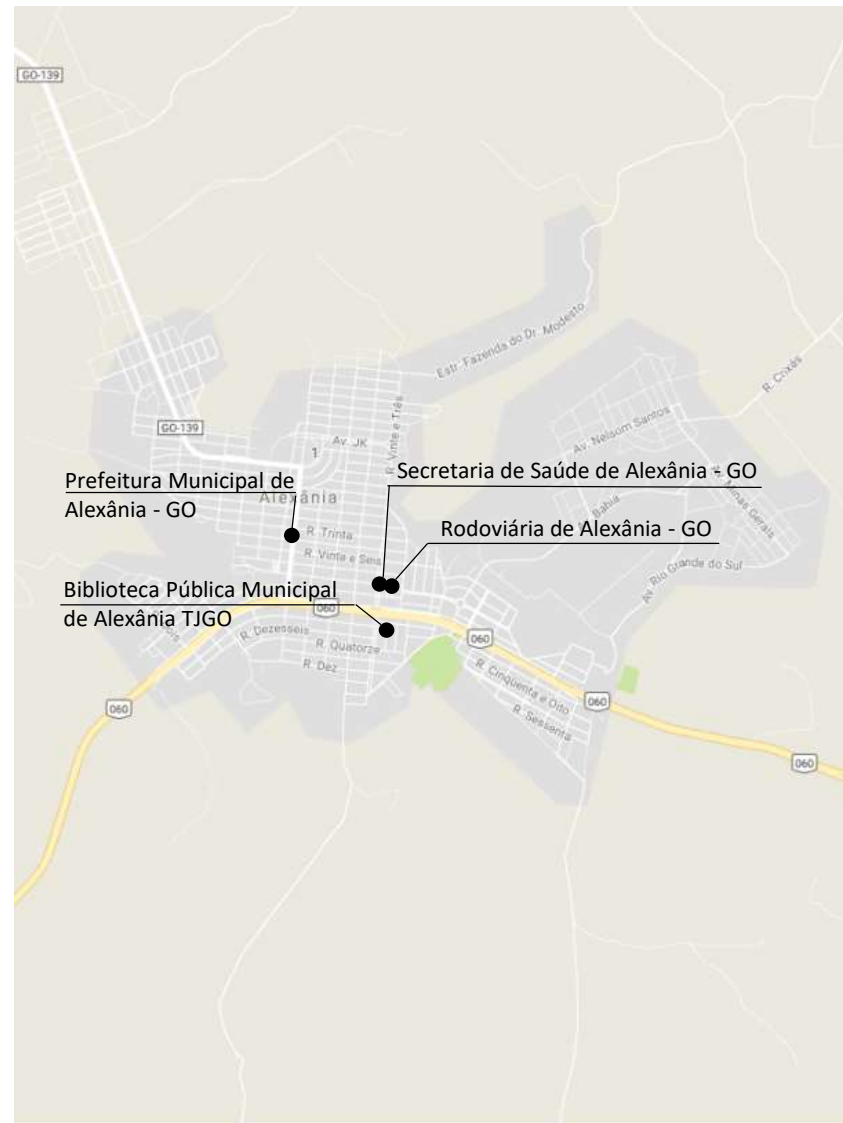 GO-139
Estr. Fazenda do Dr. Modesto
R. Crixás
R. Vinte e Três
Av. Nelsom Santos
GO-139
Av. JK
1
Secretaria de Saúde de Alexânia - GO
Prefeitura Municipal de
Alexânia - GO
Alexânia
Bahia
Av. Minas Gerais
R. Trinta
Rodoviária de Alexânia - GO
R. Vinte e Seis
Av. Rio Grande do Sul
Biblioteca Pública Municipal
de Alexânia TJGO
060
R. Dezesseis
R. Quatorze
060
R. Dez
R. Cinquenta e Oito
060
060
R. Sessenta
060